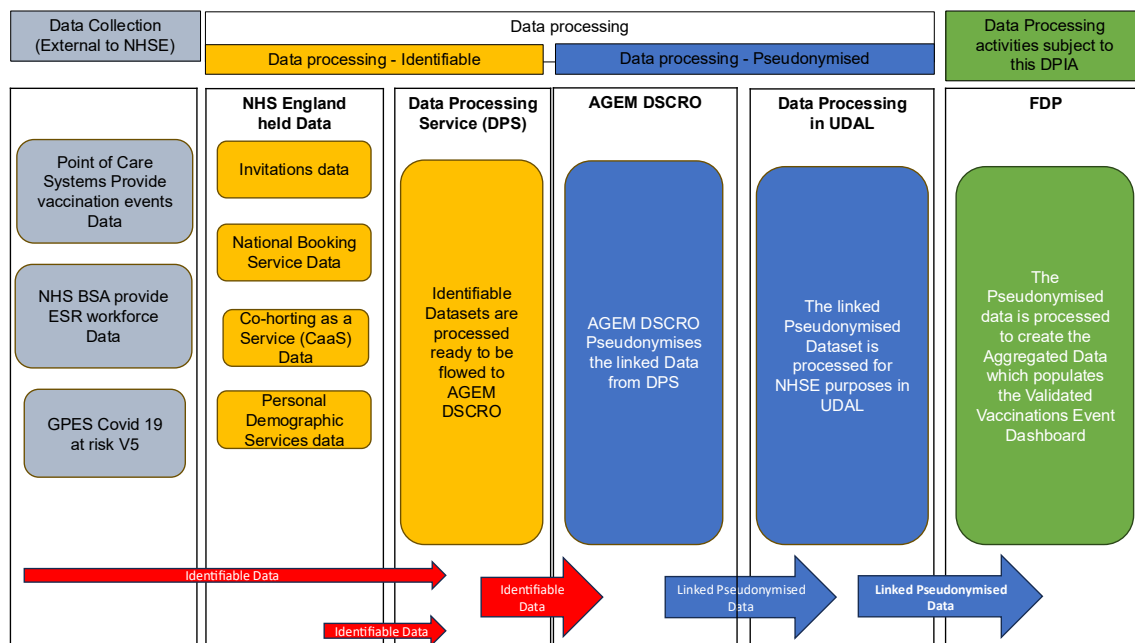 Data Collection
(External to NHSE)
Data processing
Data processing - Identifiable
Data processing - Pseudonymised
Data Processing
activities subject to
this DPIA
Point of Care
Systems Provide
vaccination events
Data
NHS BSA provide
ESR workforce
Data
GPES Covid 19
at risk V5
NHS England
held Data
Invitations data
National Booking
Service Data
Co-horting as a
Service (CaaS)
Data
Personal
Demographic
Services data
Data Processing
Service (DPS)
Identifiable
Datasets are
processed
ready to be
flowed to
AGEM
DSCRO
AGEM DSCRO
AGEM DSCRO
Pseudonymises
the linked Data
from DPS
Data Processing
in UDAL
The linked
Pseudonymised
Dataset is
processed for
NHSE purposes in
UDAL
FDP
The
Pseudonymised
data is processed
to create the
Aggregated Data
which populates
the Validated
Vaccinations Event
Dashboard
Identifiable Data
Identifiable Data
Identifiable
Data
Linked Pseudonymised
Data
Linked Pseudonymised
Data